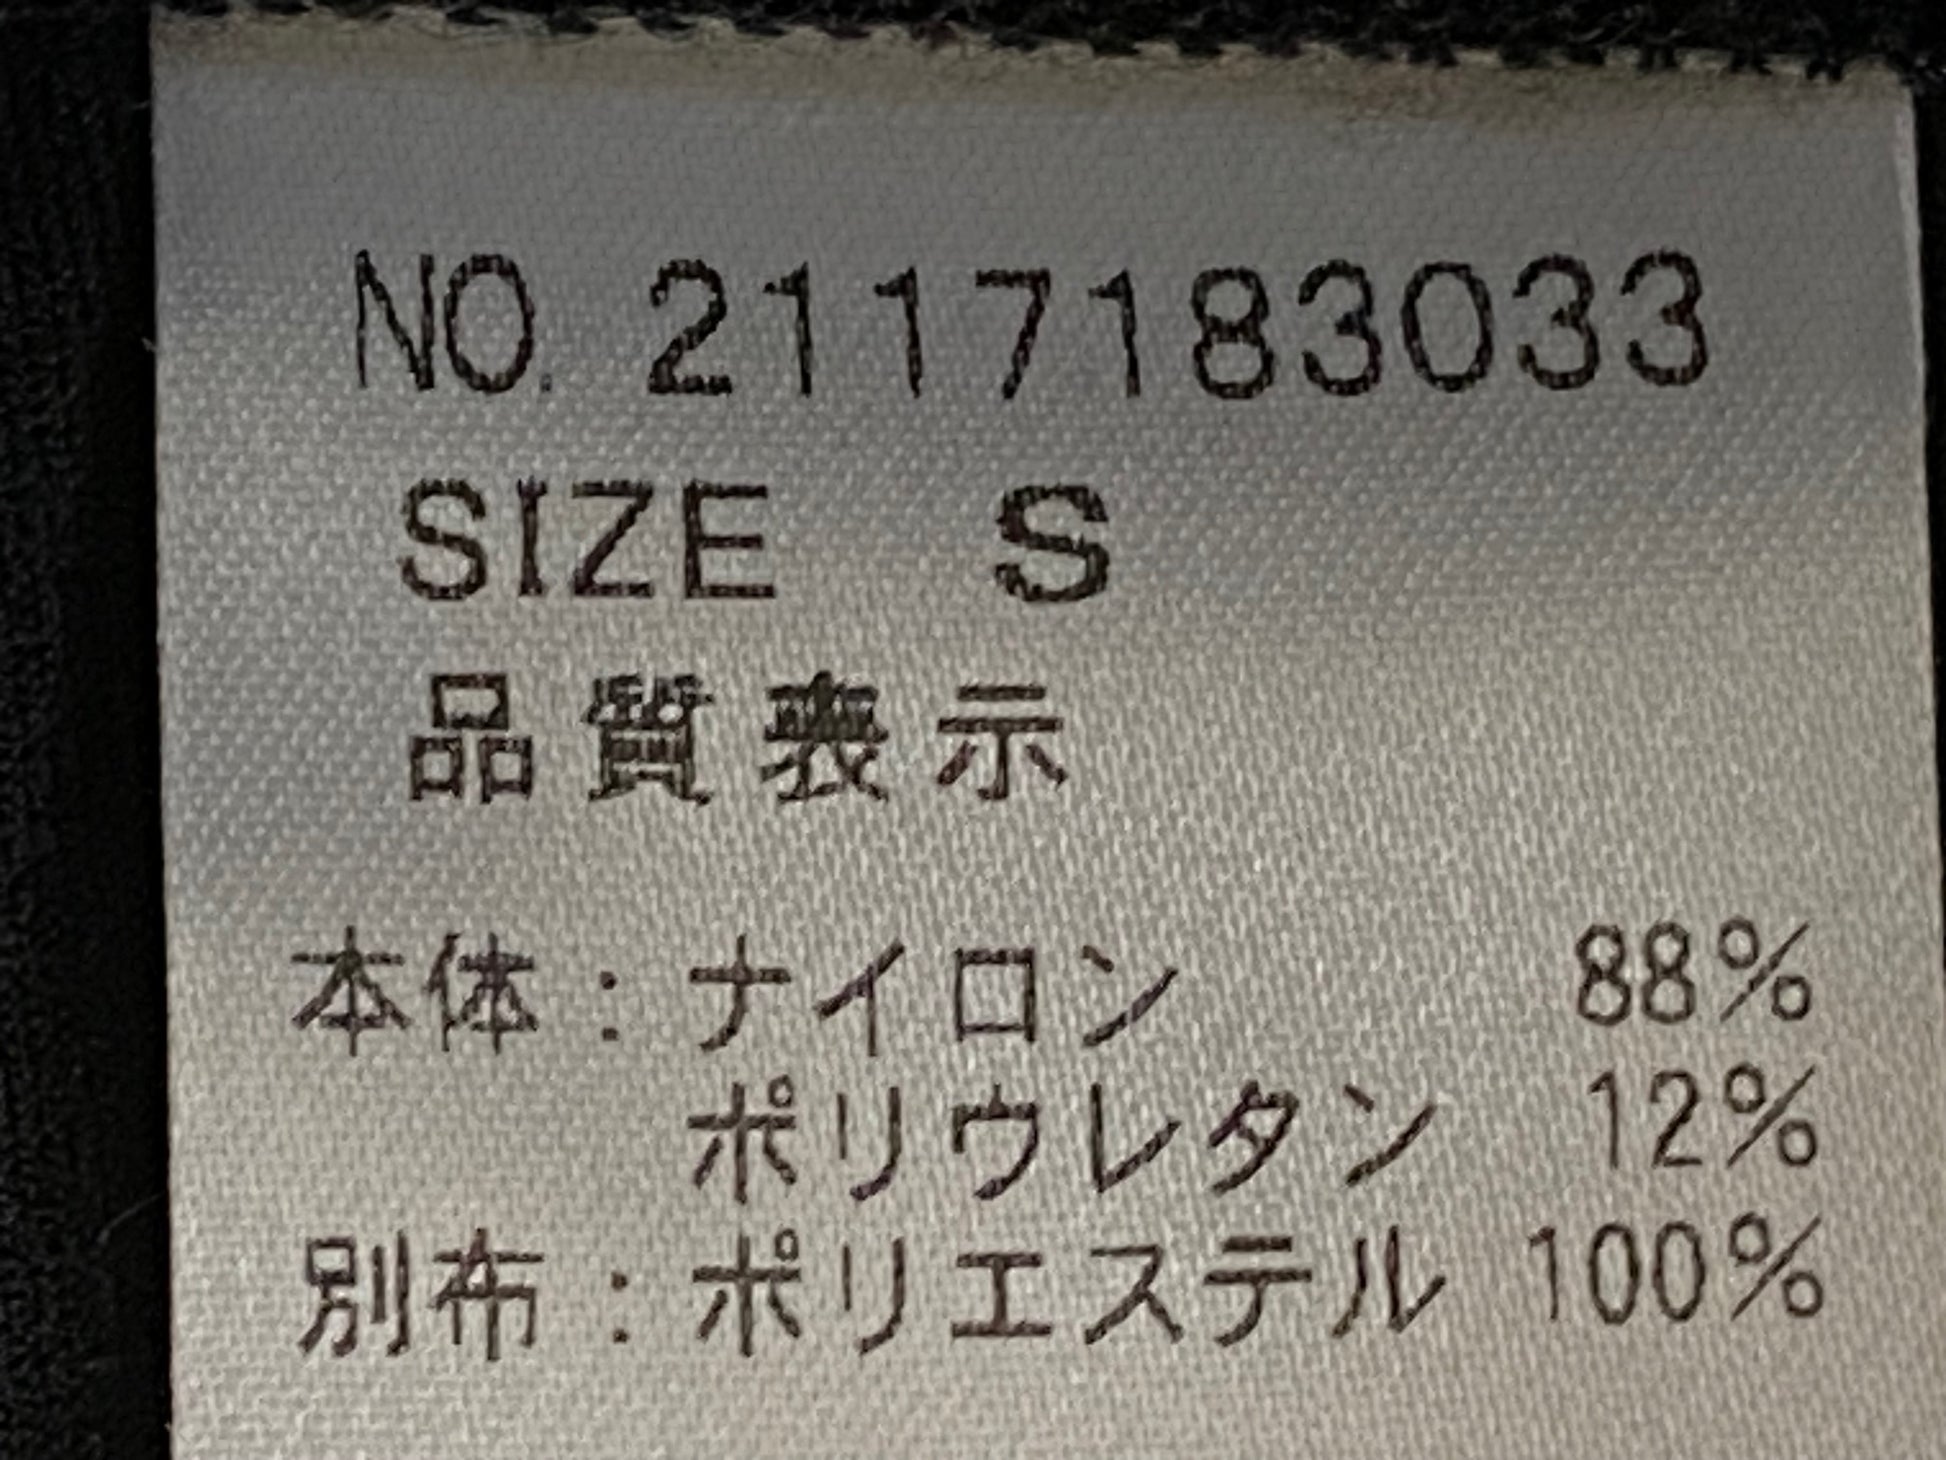 NO. 2117183033
SIZE S
品質表示
本体：ナイロン 88%
ポリウレタン 12%
別布：ポリエステル 100%